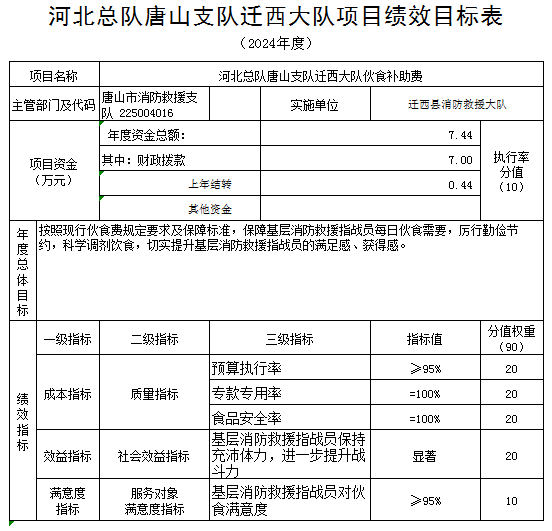 河北总队唐山支队迁西大队项目绩效目标表
（2024年度）
项目名称 河北总队唐山支队迁西大队伙食补助费
主管部门及代码 唐山市消防救援支队 225004016 实施单位 迁西县消防救援大队
项目资金（万元） 年度资金总额： 7.44 执行率分值（10）
其中：财政拨款 7.00
上年结转 0.44
其他资金
年度总体目标 按照现行伙食费规定要求及保障标准，保障基层消防救援指战员每日伙食需要，厉行勤俭节
约，科学调剂饮食，切实提升基层消防救援指战员的满足感、获得感。
绩效指标 一级指标 二级指标 三级指标 指标值 分值权重（90）
成本指标 质量指标 预算执行率 ≥95% 20
专款专用率 =100% 20
食品安全率 =100% 20
效益指标 社会效益指标 基层消防救援指战员保持充沛体力，进一步提升战斗力 显著 20
满意度指标 服务对象满意度指标 基层消防救援指战员对伙食满意度 ≥95% 10